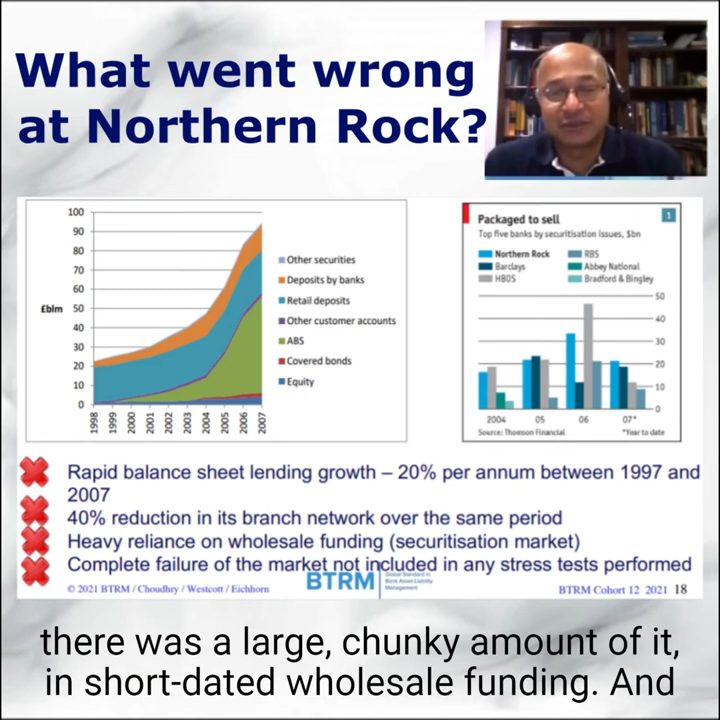 What went wrong
at Northern Rock?
100
90
80
70
60
50
40
30
20
10
0
£blm
1998
1999
2000
2001
2002
2003
2004
2005
2006
2007
Other securities
Deposits by banks
Retail deposits
Other customer accounts
ABS
Covered bonds
Equity
Packaged to sell
1
Top five banks by securitisation issues, $bn
Northern Rock
RBS
Barclays
Abbey National
HBOS
Bradford & Bingley
50
40
30
20
10
0
2004
05
06
07*
Source: Thomson Financial
*Year to date
Rapid balance sheet lending growth – 20% per annum between 1997 and
2007
40% reduction in its branch network over the same period
Heavy reliance on wholesale funding (securitisation market)
Complete failure of the market not included in any stress tests performed
© 2021 BTRM / Choudhry / Westcott / Eichhorn
BTRM
Global Standard in
Bank Asset-Liability
Management
BTRM Cohort 12 2021 18
there was a large, chunky amount of it,
in short-dated wholesale funding. And